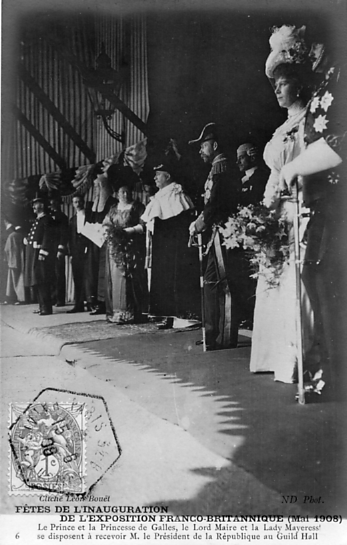 Cliché Léon Bouët
ND Phot.
FÊTES DE L'INAUGURATION
DE L'EXPOSITION FRANCO-BRITANNIQUE (Mai 1908)
Le Prince et la Princesse de Galles, le Lord Maire et la Lady Mayeress'
6 se disposent à recevoir M. le Président de la République au Guild Hall